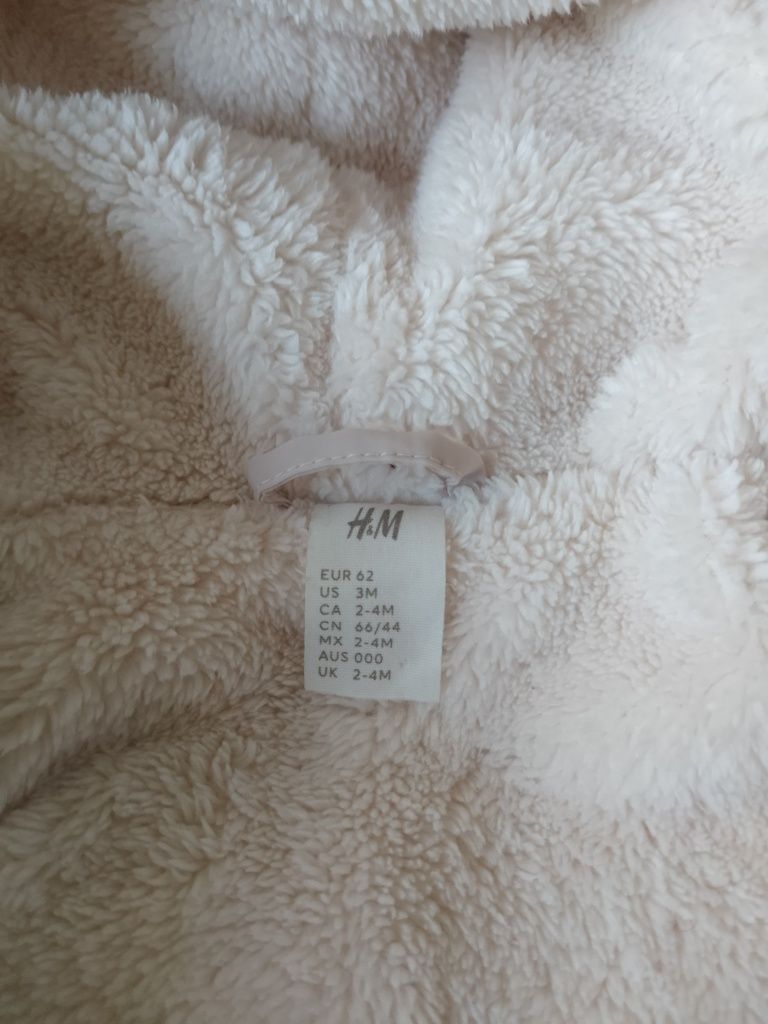 H&M
EUR 62
US 3M
CA 2-4M
CN 66/44
MX 2-4M
AUS 000
UK 2-4M